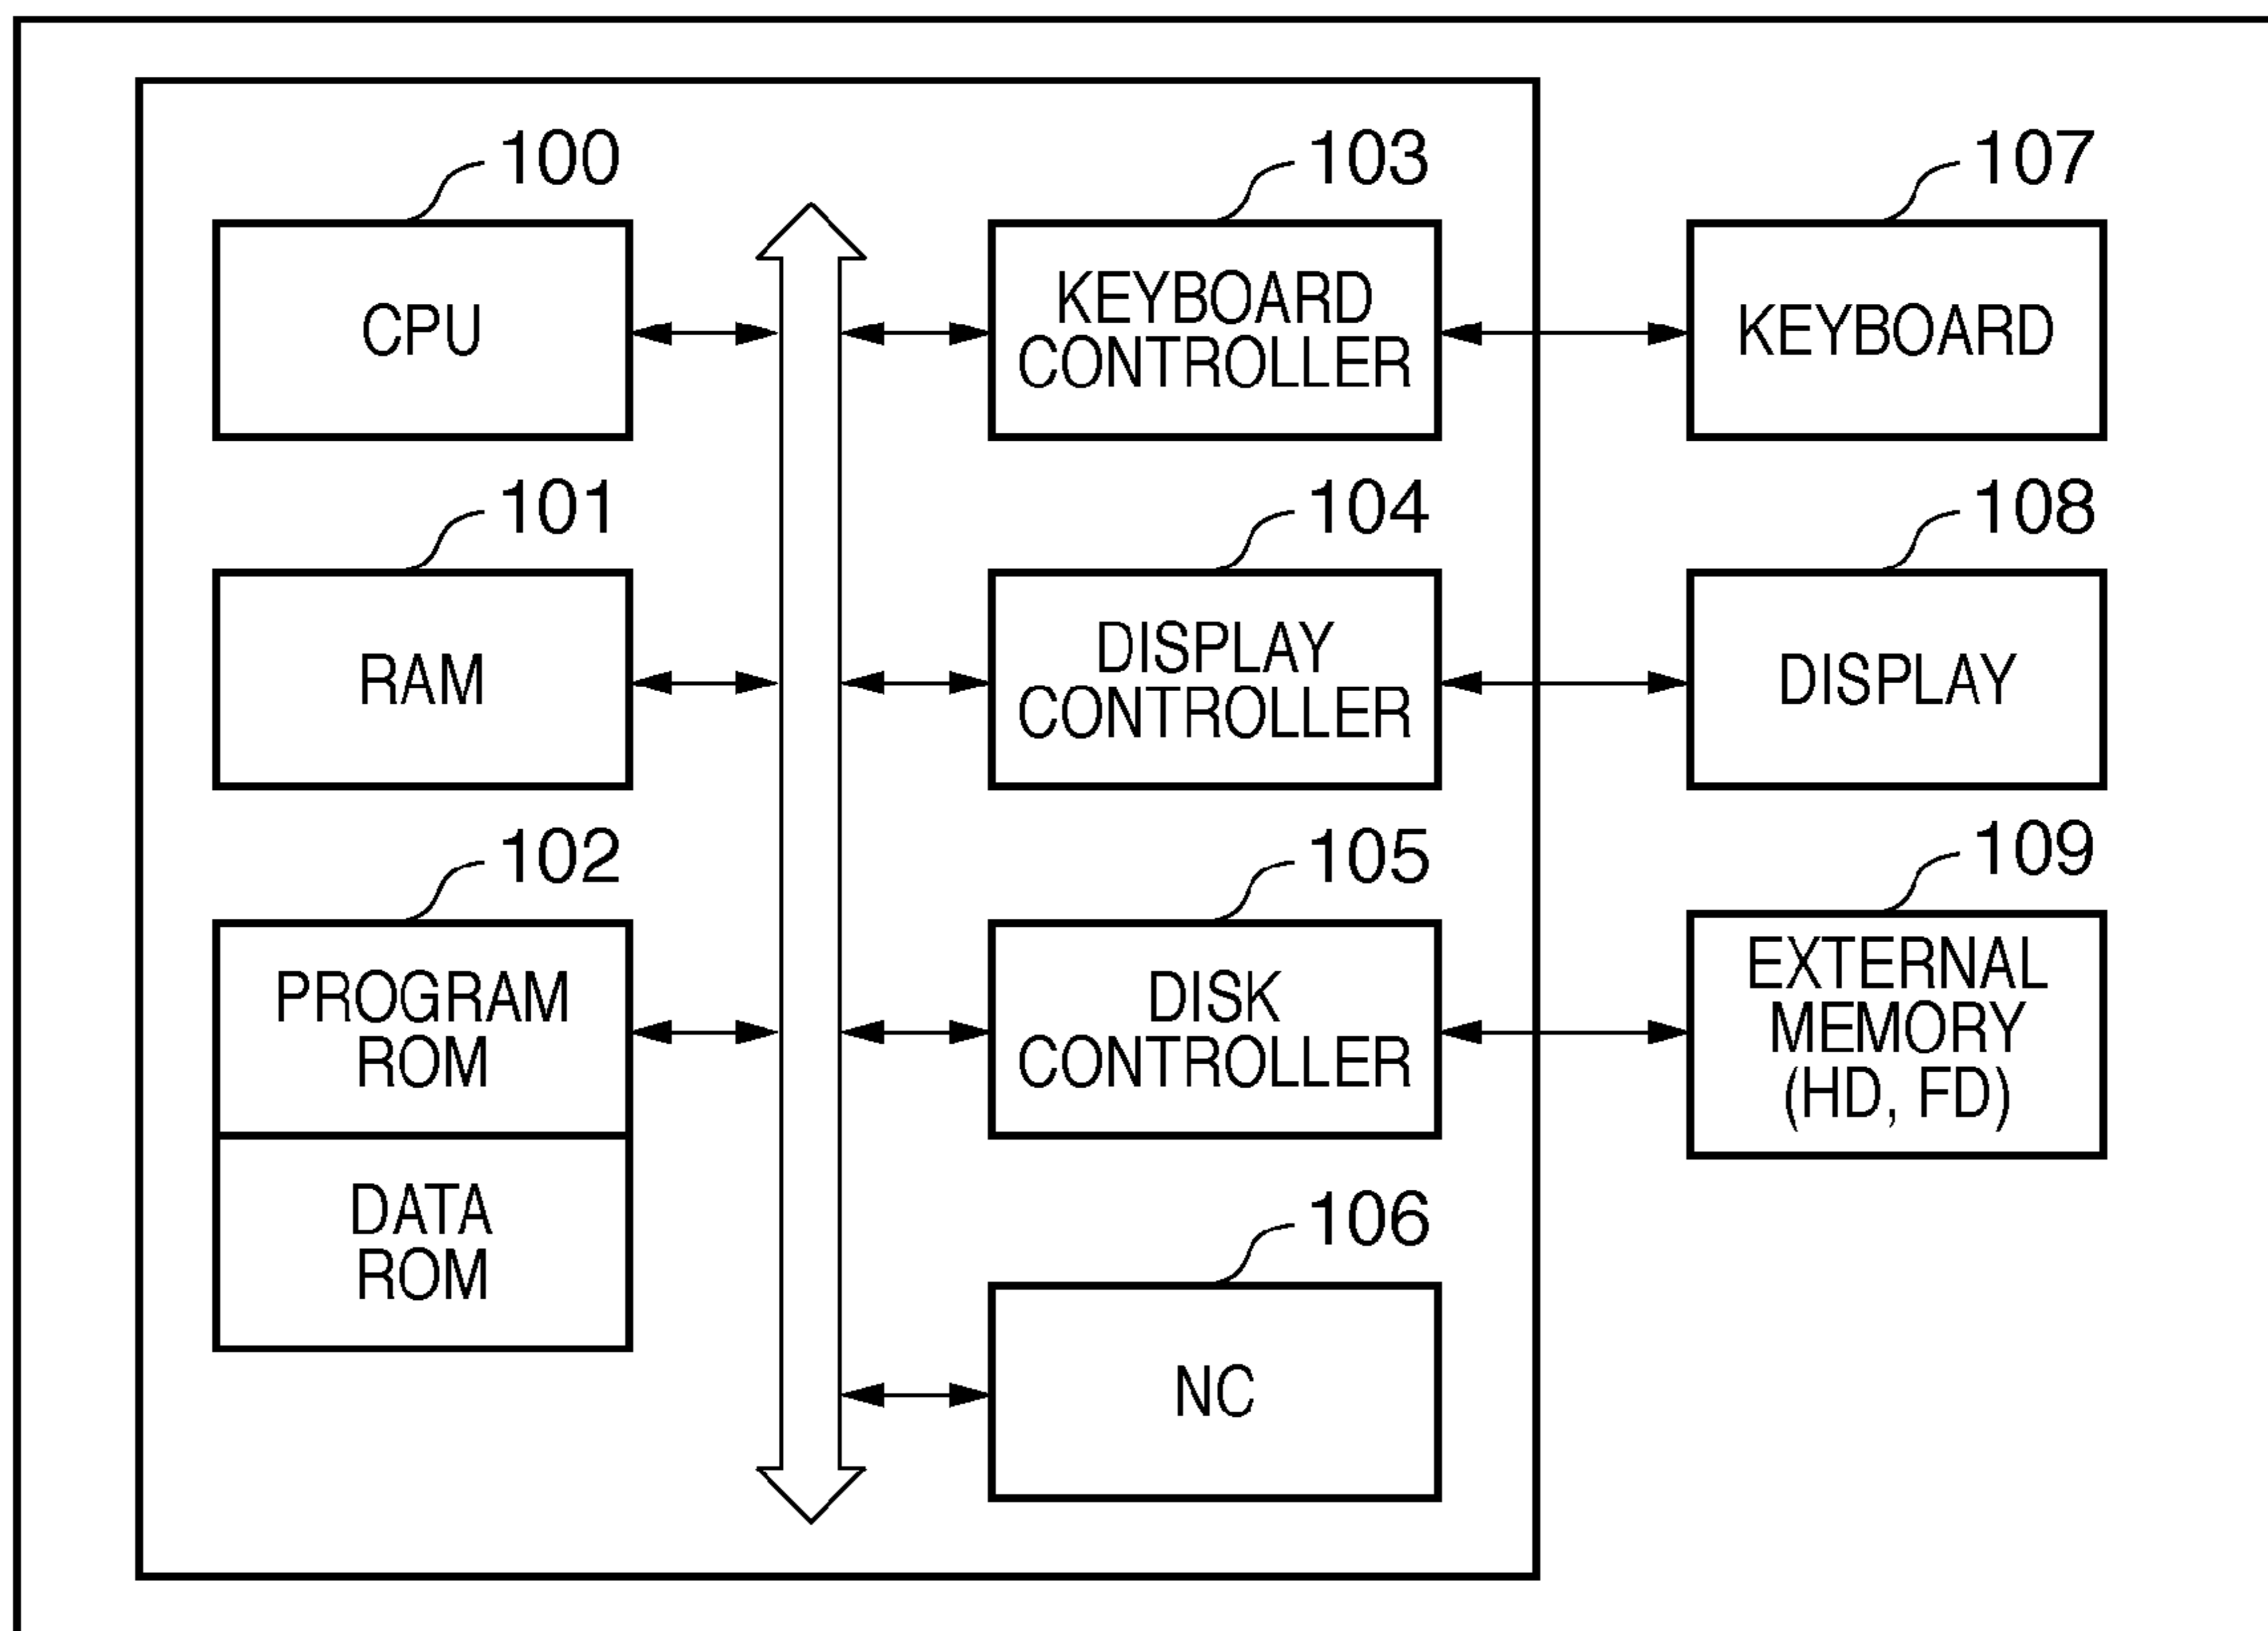 100
CPU
101
RAM
102
PROGRAM
ROM
DATA
ROM
103
KEYBOARD
CONTROLLER
104
DISPLAY
CONTROLLER
105
DISK
CONTROLLER
106
NC
107
KEYBOARD
108
DISPLAY
109
EXTERNAL
MEMORY
(HD, FD)